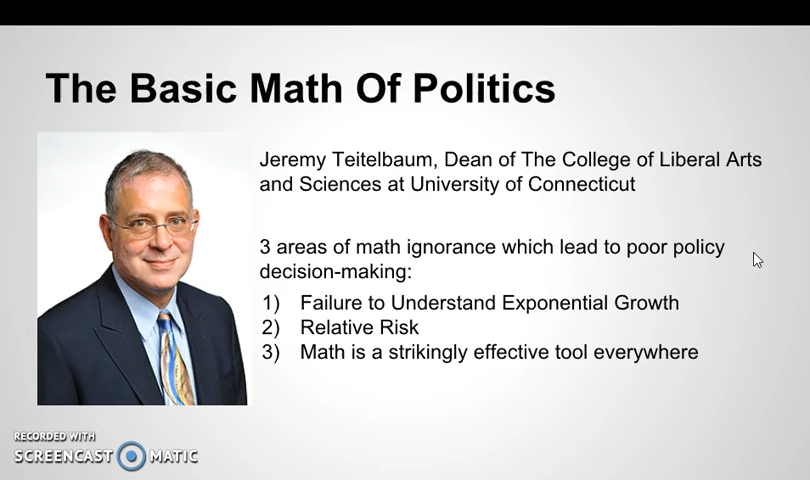 The Basic Math Of Politics
Jeremy Teitelbaum, Dean of The College of Liberal Arts
and Sciences at University of Connecticut
3 areas of math ignorance which lead to poor policy
decision-making:
1) Failure to Understand Exponential Growth
2) Relative Risk
3) Math is a strikingly effective tool everywhere
RECORDED WITH
SCREENCAST MATIC